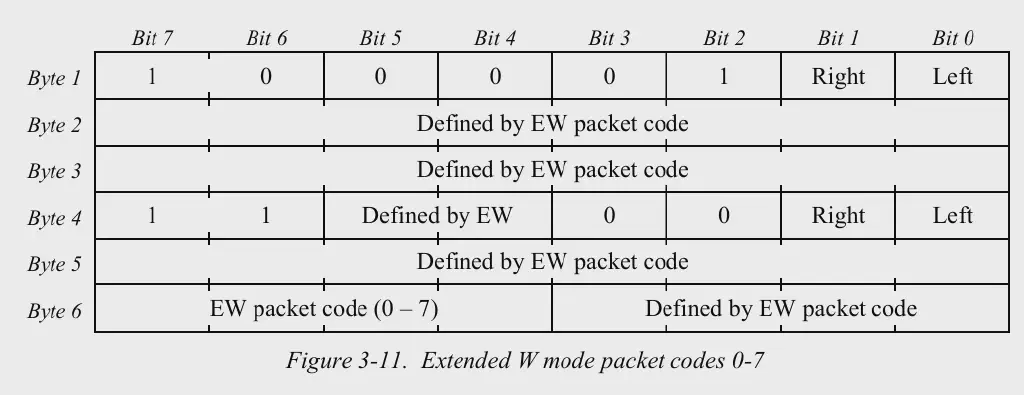 Bit 7 Bit 6 Bit 5 Bit 4 Bit 3 Bit 2 Bit 1 Bit 0
Byte 1 1 0 0 0 0 1 Right Left
Byte 2 Defined by EW packet code
Byte 3 Defined by EW packet code
Byte 4 1 1 Defined by EW 0 0 Right Left
Byte 5 Defined by EW packet code
Byte 6 EW packet code (0 – 7) Defined by EW packet code
Figure 3-11. Extended W mode packet codes 0-7